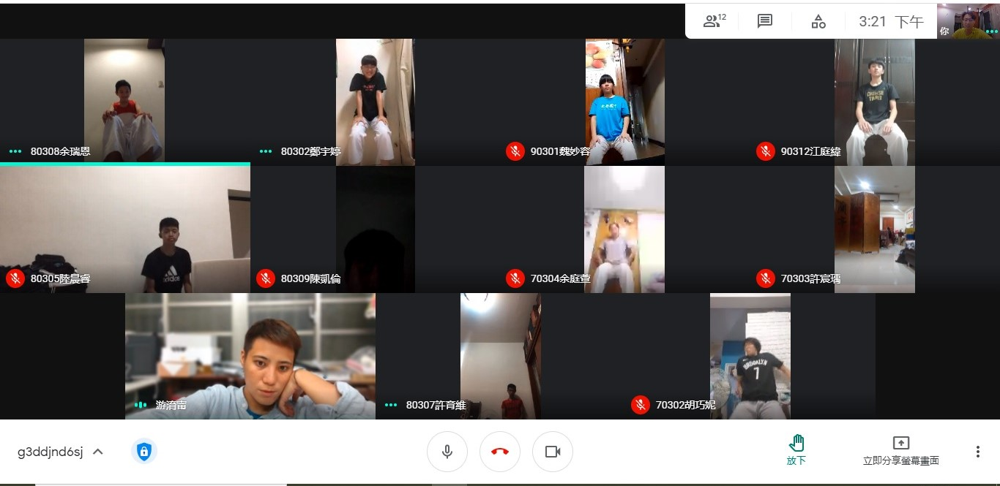 12
3:21 下午
你
80308余瑞恩
80302鄭宇婷
90301魏妙容
90312江庭緯
80305陸晨睿
adidas
80309陳凱倫
70304余庭萱
70303許宸瑀
游淯甯
80307許育維
70302胡巧妮
BROOKLYN
7
g3ddjnd6sj
放下
立即分享螢幕畫面